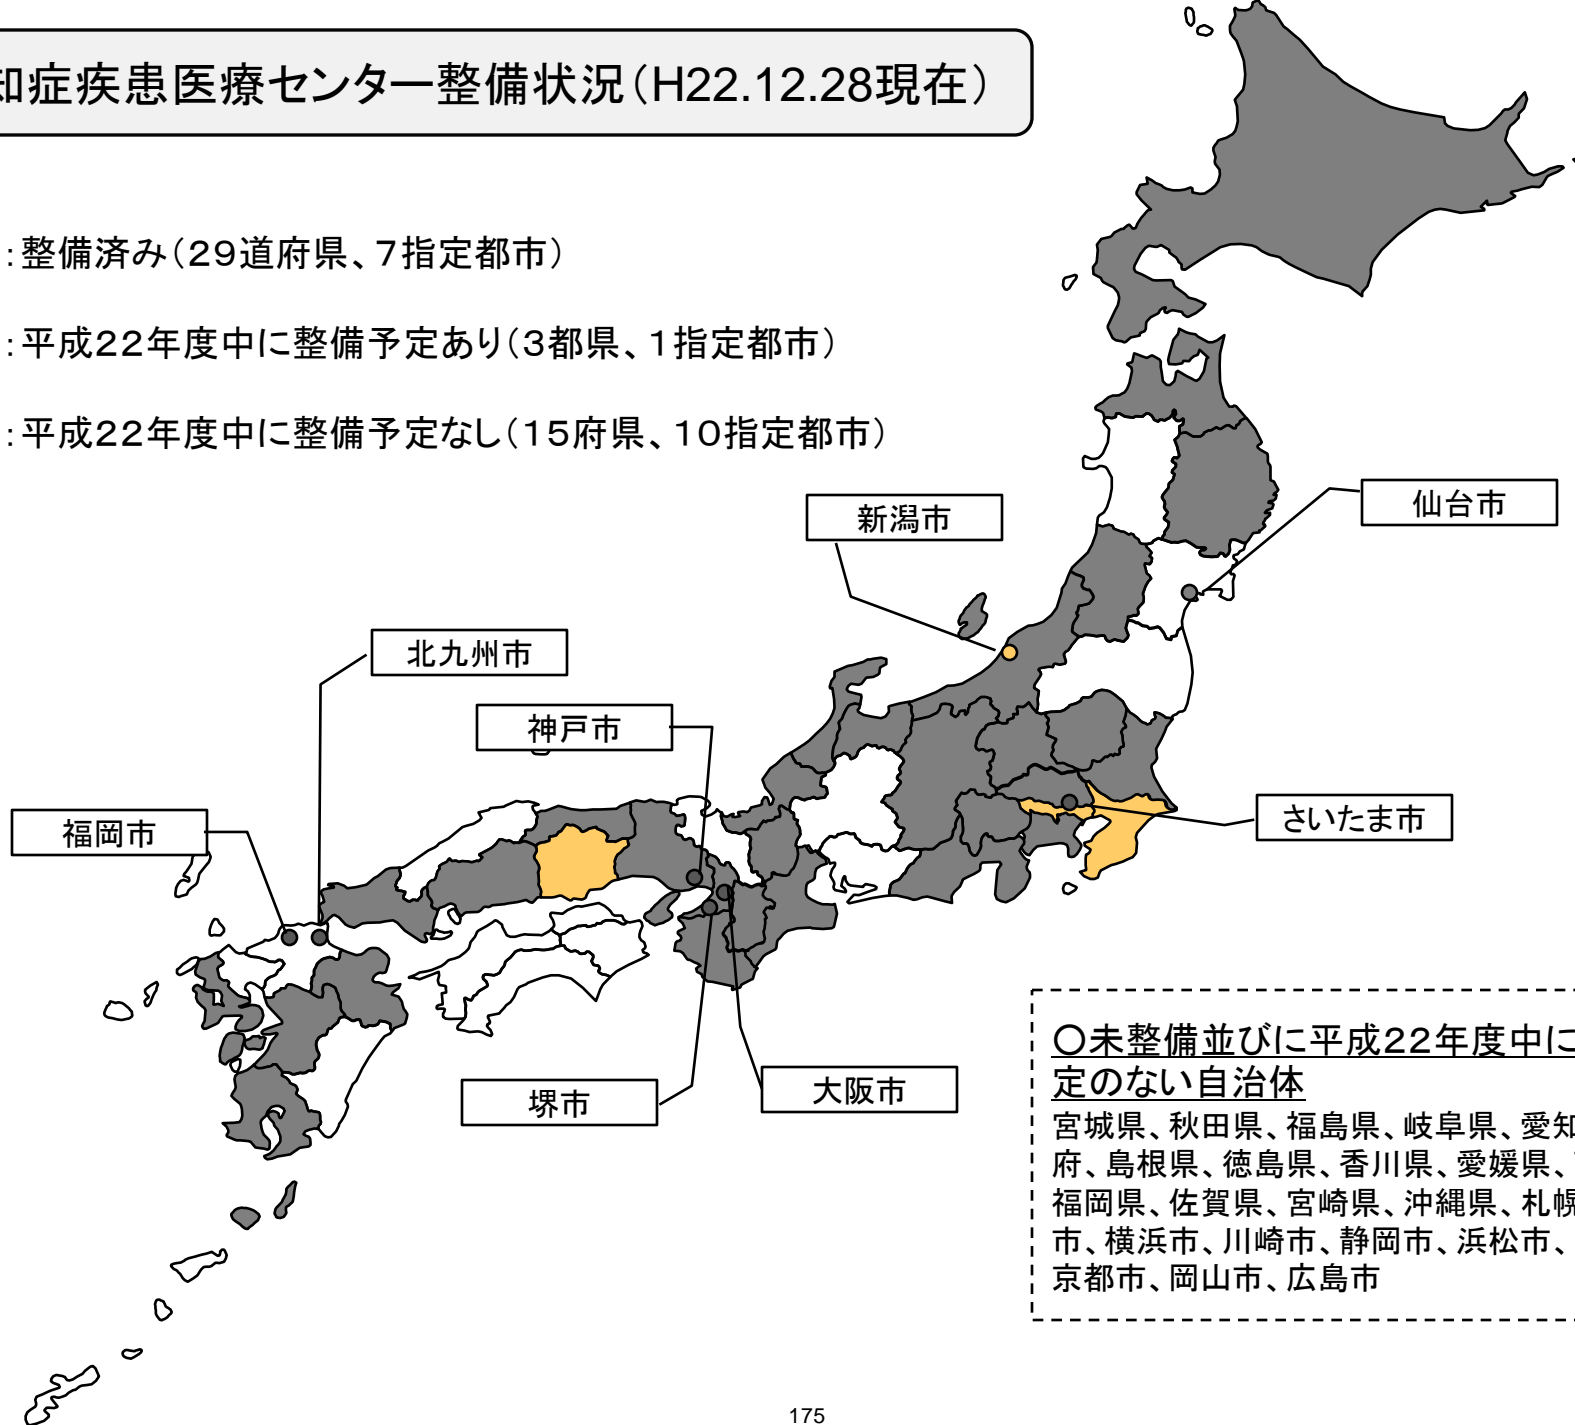 知症疾患医療センター整備状況（H22.12.28現在）
：整備済み（２９道府県、７指定都市）
：平成２２年度中に整備予定あり（３都県、１指定都市）
：平成２２年度中に整備予定なし（１５府県、１０指定都市）
新潟市
仙台市
北九州市
神戸市
福岡市
さいたま市
堺市
大阪市
○未整備並びに平成２２年度中に
定のない自治体
宮城県、秋田県、福島県、岐阜県、愛知
府、島根県、徳島県、香川県、愛媛県、
福岡県、佐賀県、宮崎県、沖縄県、札幌
市、横浜市、川崎市、静岡市、浜松市、
京都市、岡山市、広島市
175